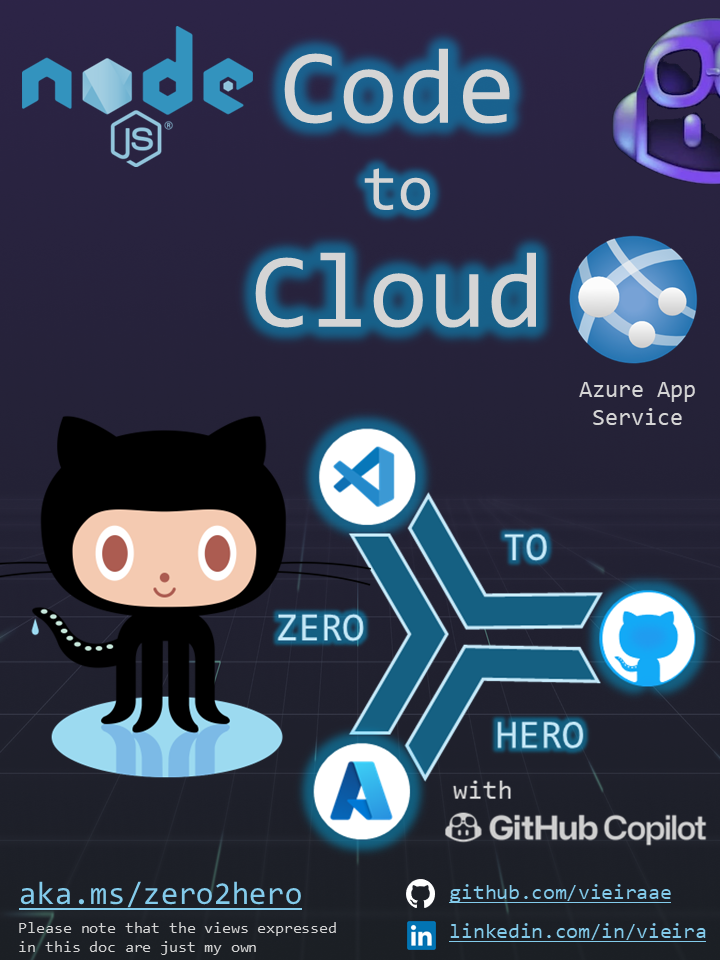 node
JS®
Code
to
Cloud
Azure App
Service
TO
ZERO
HERO
with
GitHub Copilot
aka.ms/zero2hero
Please note that the views expressed
in this doc are just my own
github.com/vieiraae
in
linkedin.com/in/vieira